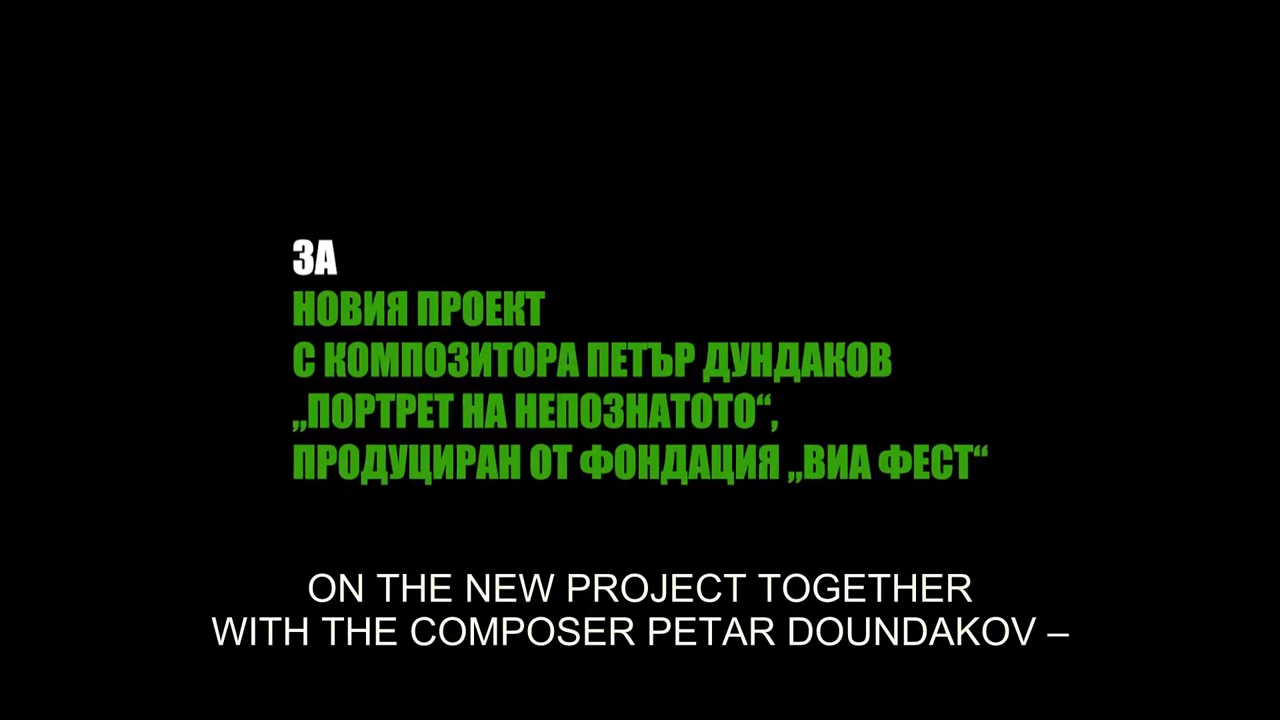 ЗА
НОВИЯ ПРОЕКТ
С КОМПОЗИТОРА ПЕТЪР ДУНДАКОВ
„ПОРТРЕТ НА НЕПОЗНАТОТО“,
ПРОДУЦИРАН ОТ ФОНДАЦИЯ „ВИА ФЕСТ“
ON THE NEW PROJECT TOGETHER
WITH THE COMPOSER PETAR DOUNDAKOV –